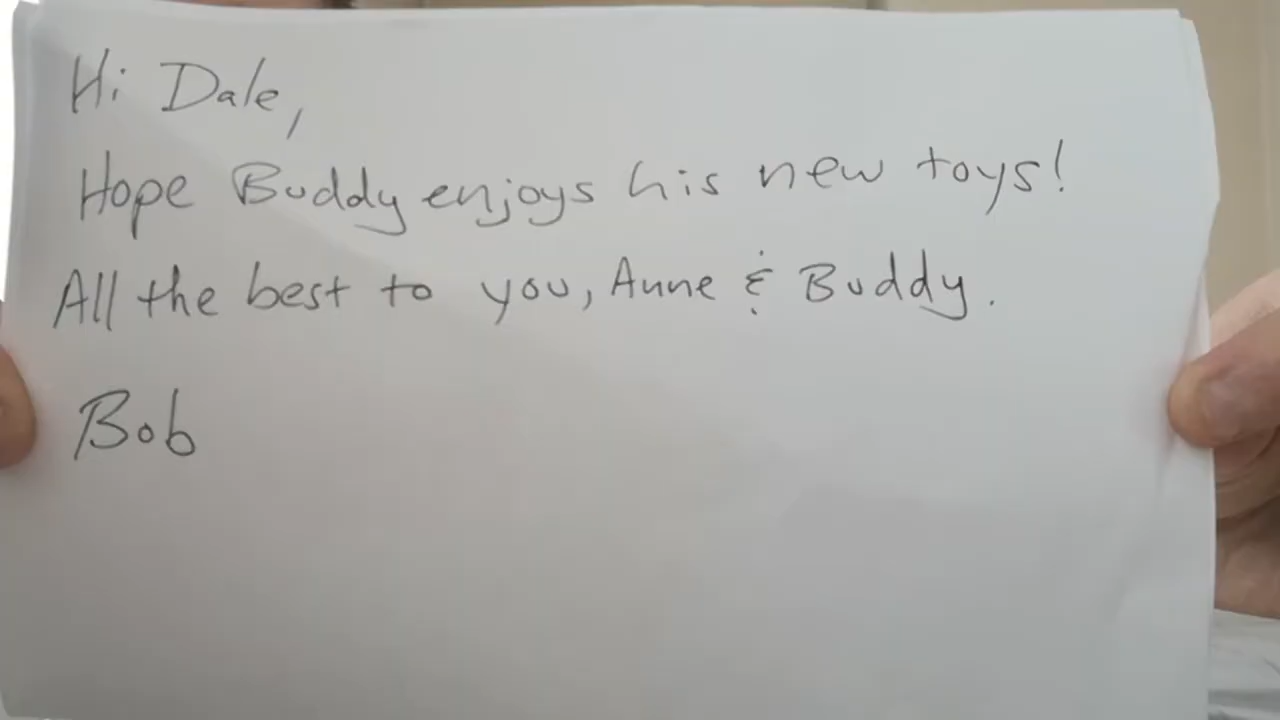 Hi Dale,
Hope Buddy enjoys his new toys!
All the best to you, Anne & Buddy.
Bob